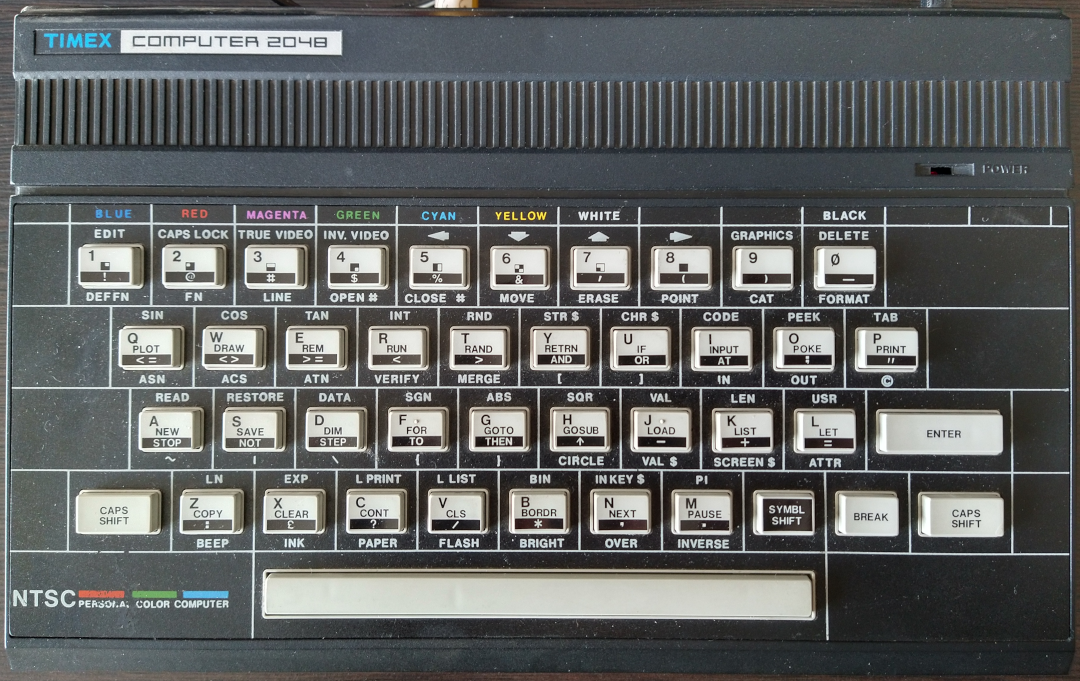 TIMEX COMPUTER 2048
POWER
BLUE RED MAGENTA GREEN CYAN YELLOW WHITE BLACK
EDIT CAPS LOCK TRUE VIDEO INV. VIDEO GRAPHICS DELETE
1 2 3 4 5 6 7 8 9 Ø
! @ # $ % & ' ( ) _
DEF FN FN LINE OPEN # CLOSE # MOVE ERASE POINT CAT FORMAT
SIN COS TAN INT RND STR $ CHR $ CODE PEEK TAB
Q W E R T Y U I O P
PLOT DRAW REM RUN RAND RETRN IF INPUT POKE PRINT
<= <> >= < > AND OR AT ; "
ASN ACS ATN VERIFY MERGE [ ] IN OUT ©
READ RESTORE DATA SGN ABS SQR VAL LEN USR
A S D F G H J K L
NEW SAVE DIM FOR GOTO GOSUB LOAD LIST LET ENTER
STOP NOT STEP TO THEN ↑ - + =
~ | \ { } CIRCLE VAL $ SCREEN $ ATTR
LN EXP L PRINT L LIST BIN INKEY $ PI
CAPS SHIFT Z X C V B N M SYMBL SHIFT BREAK CAPS SHIFT
COPY CLEAR CONT CLS BORDR NEXT PAUSE
: £ ? / * , .
BEEP INK PAPER FLASH BRIGHT OVER INVERSE
NTSC PERSONAL COLOR COMPUTER